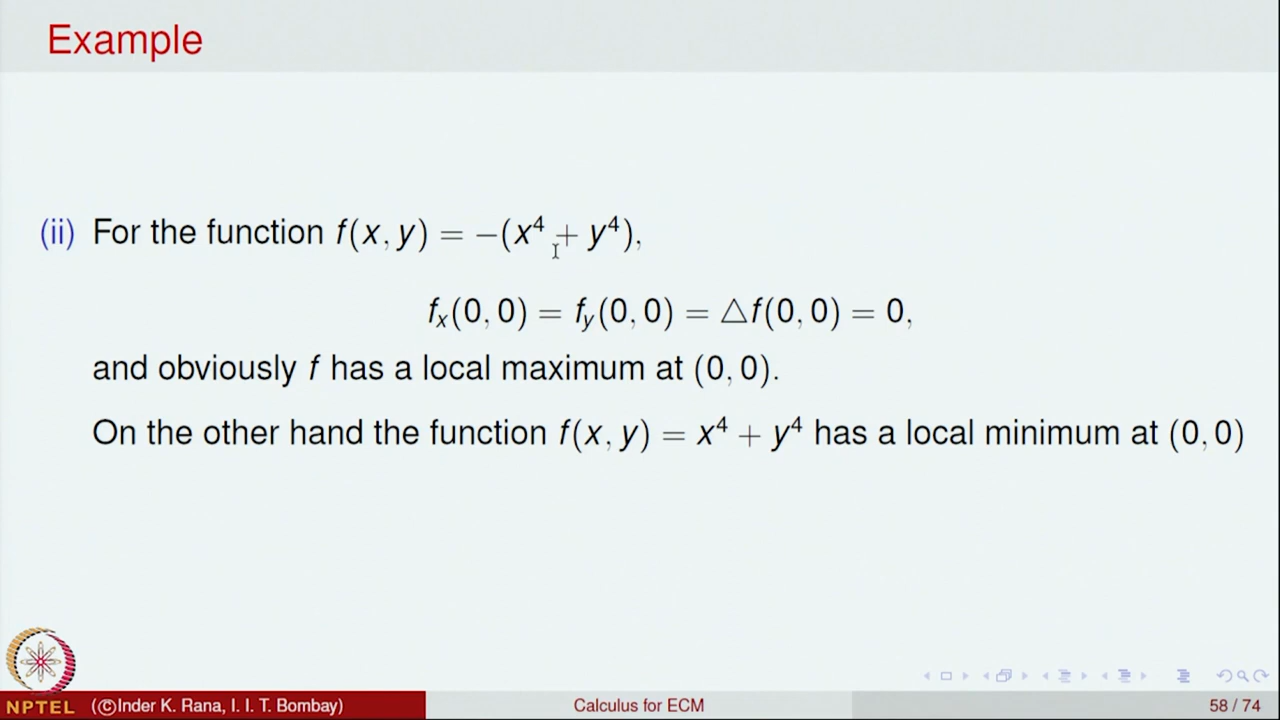 Example
(ii) For the function f(x, y) = −(x⁴ + y⁴),
fₓ(0, 0) = f_y(0, 0) = △f(0, 0) = 0,
and obviously f has a local maximum at (0, 0).
On the other hand the function f(x, y) = x⁴ + y⁴ has a local minimum at (0, 0)
NPTEL (©Inder K. Rana, I. I. T. Bombay) Calculus for ECM 58 / 74